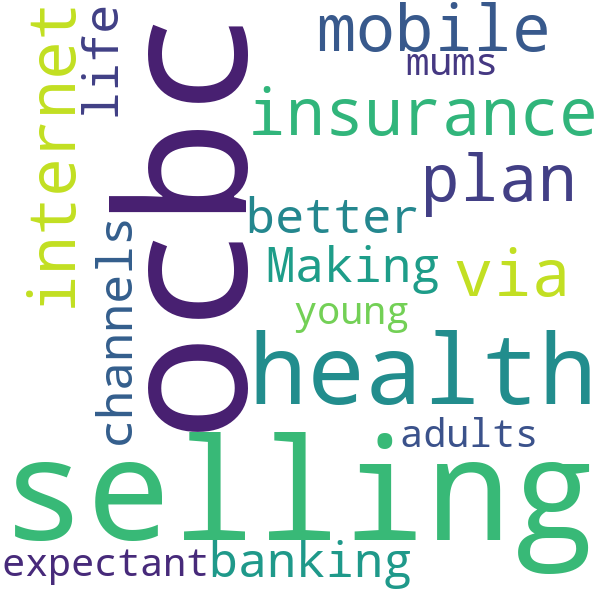 internet
life
ocbc
mobile
mums
insurance
plan
better
channels
Making
via
young
health
adults
selling
expectant
banking